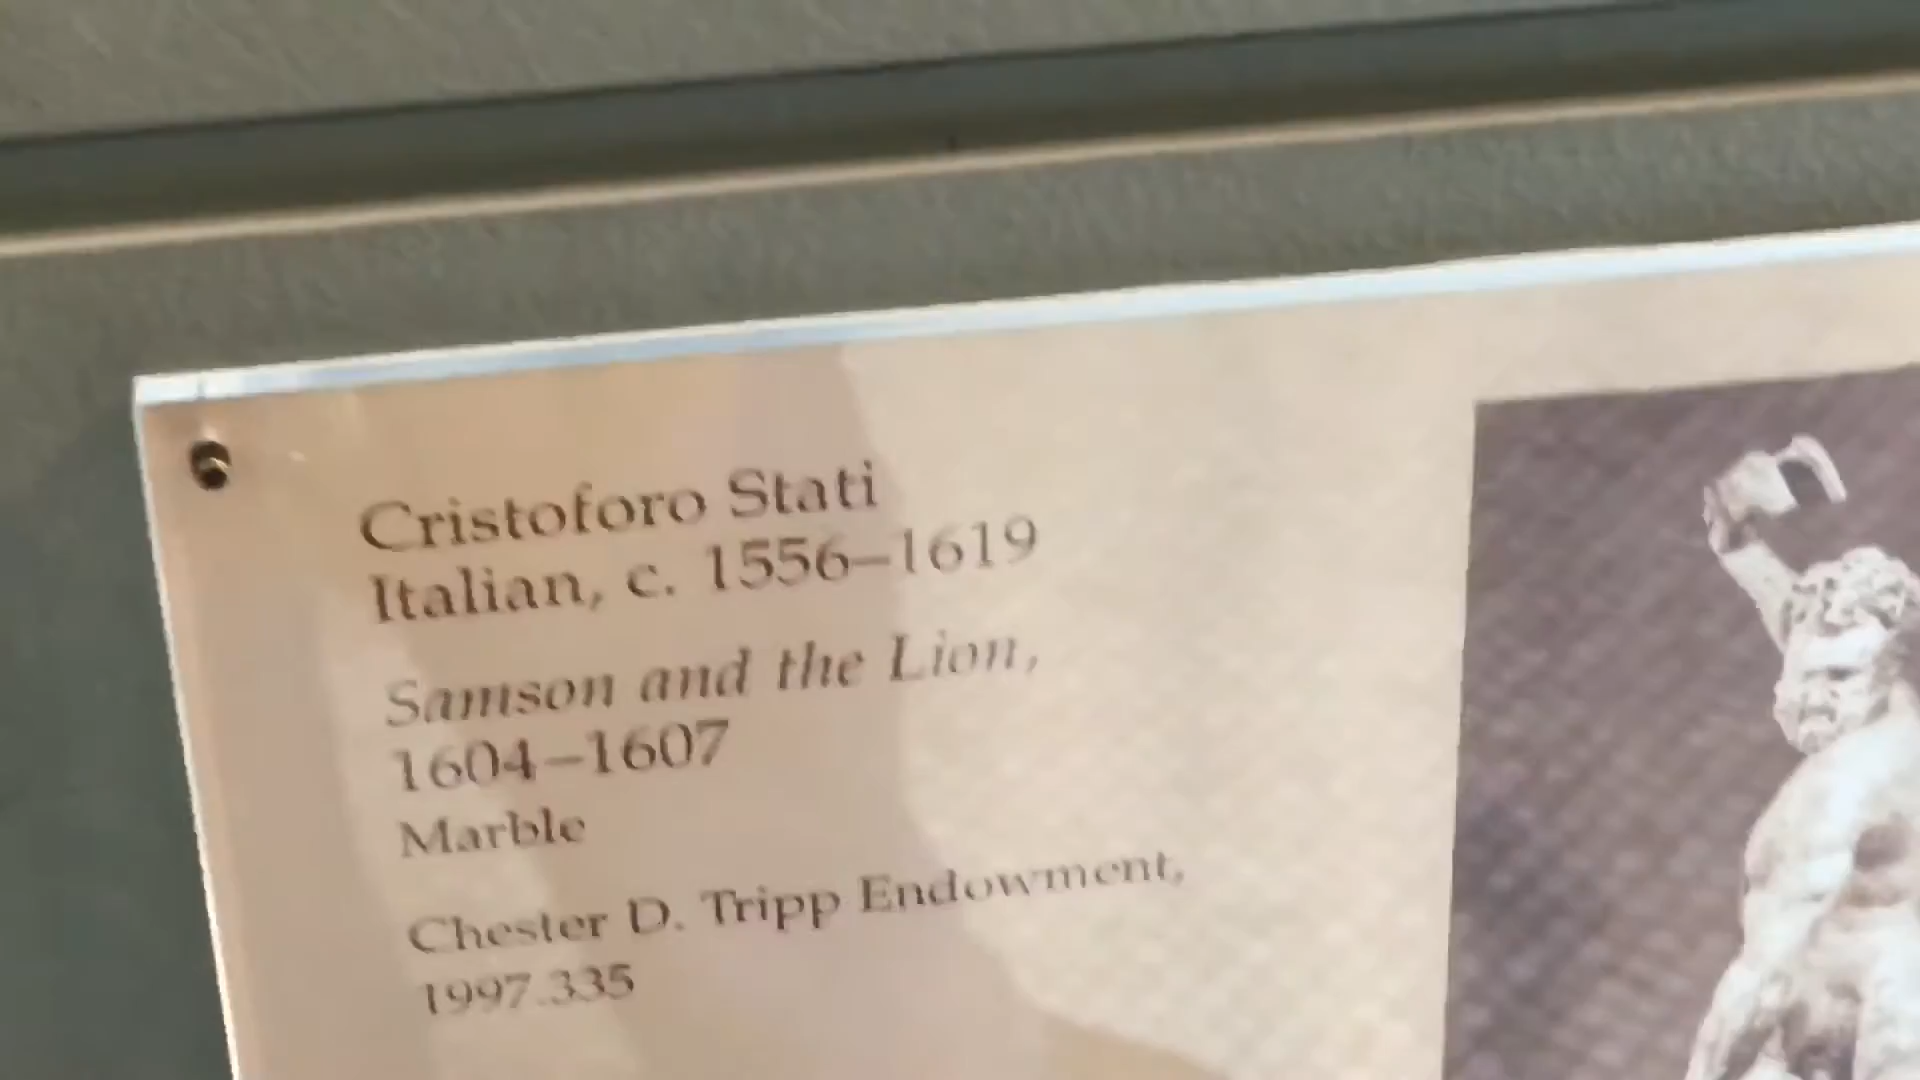 Cristoforo Stati
Italian, c. 1556–1619
Samson and the Lion,
1604–1607
Marble
Chester D. Tripp Endowment,
1997.335